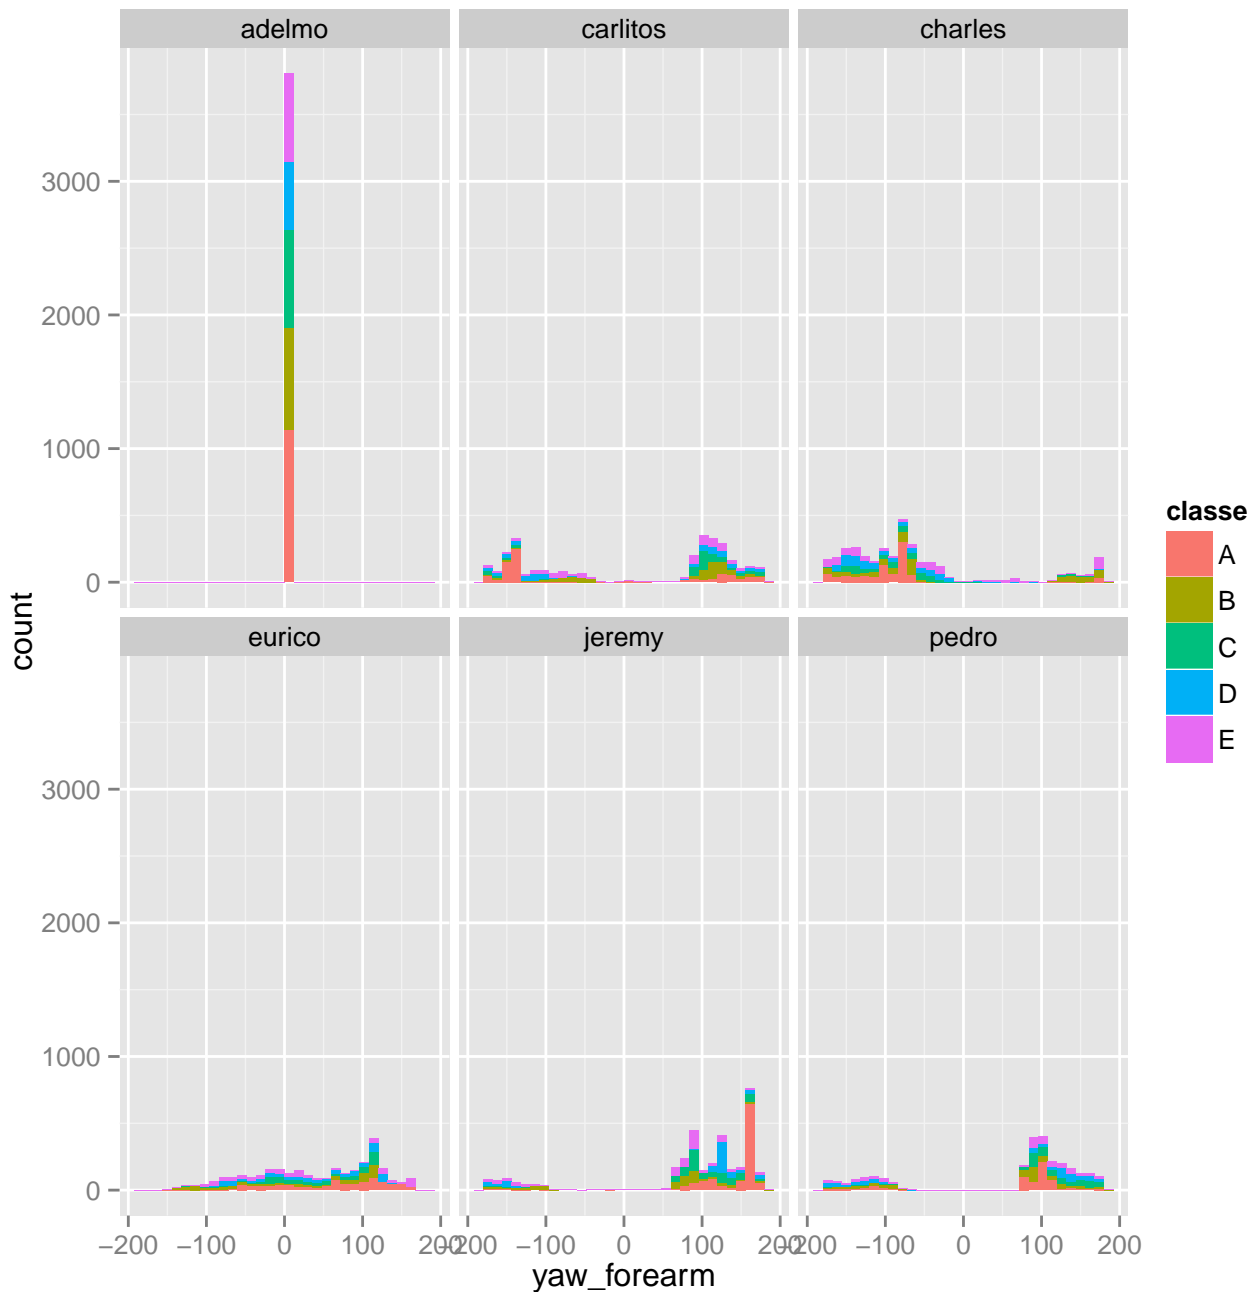 adelmo carlitos charles
3000
2000
1000
0
count
eurico jeremy pedro
3000
2000
1000
0
−200 −100 0 100 200 −200 −100 0 100 200 −200 −100 0 100 200
yaw_forearm
classe
A
B
C
D
E